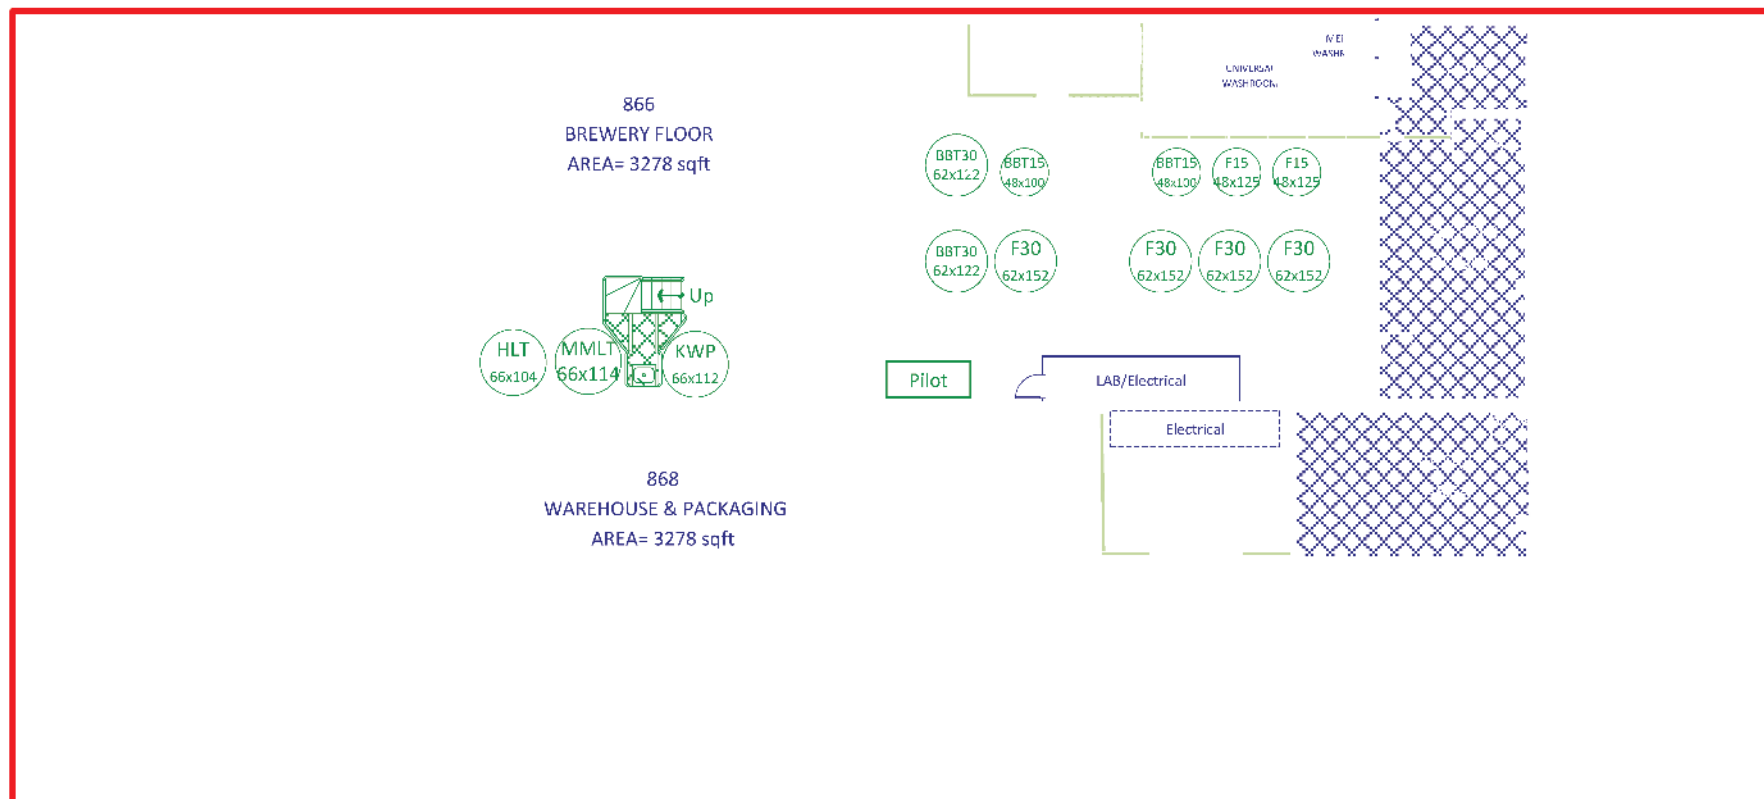 UNIVERSAL
WASHROOM
866
BREWERY FLOOR
AREA= 3278 sqft
BBT30
62x122
BBT15
48x100
BBT15
48x100
F15
48x125
F15
48x125
BBT30
62x122
F30
62x152
F30
62x152
F30
62x152
F30
62x152
Up
HLT
66x104
MMLT
66x114
KWP
66x112
Pilot
LAB/Electrical
Electrical
868
WAREHOUSE & PACKAGING
AREA= 3278 sqft